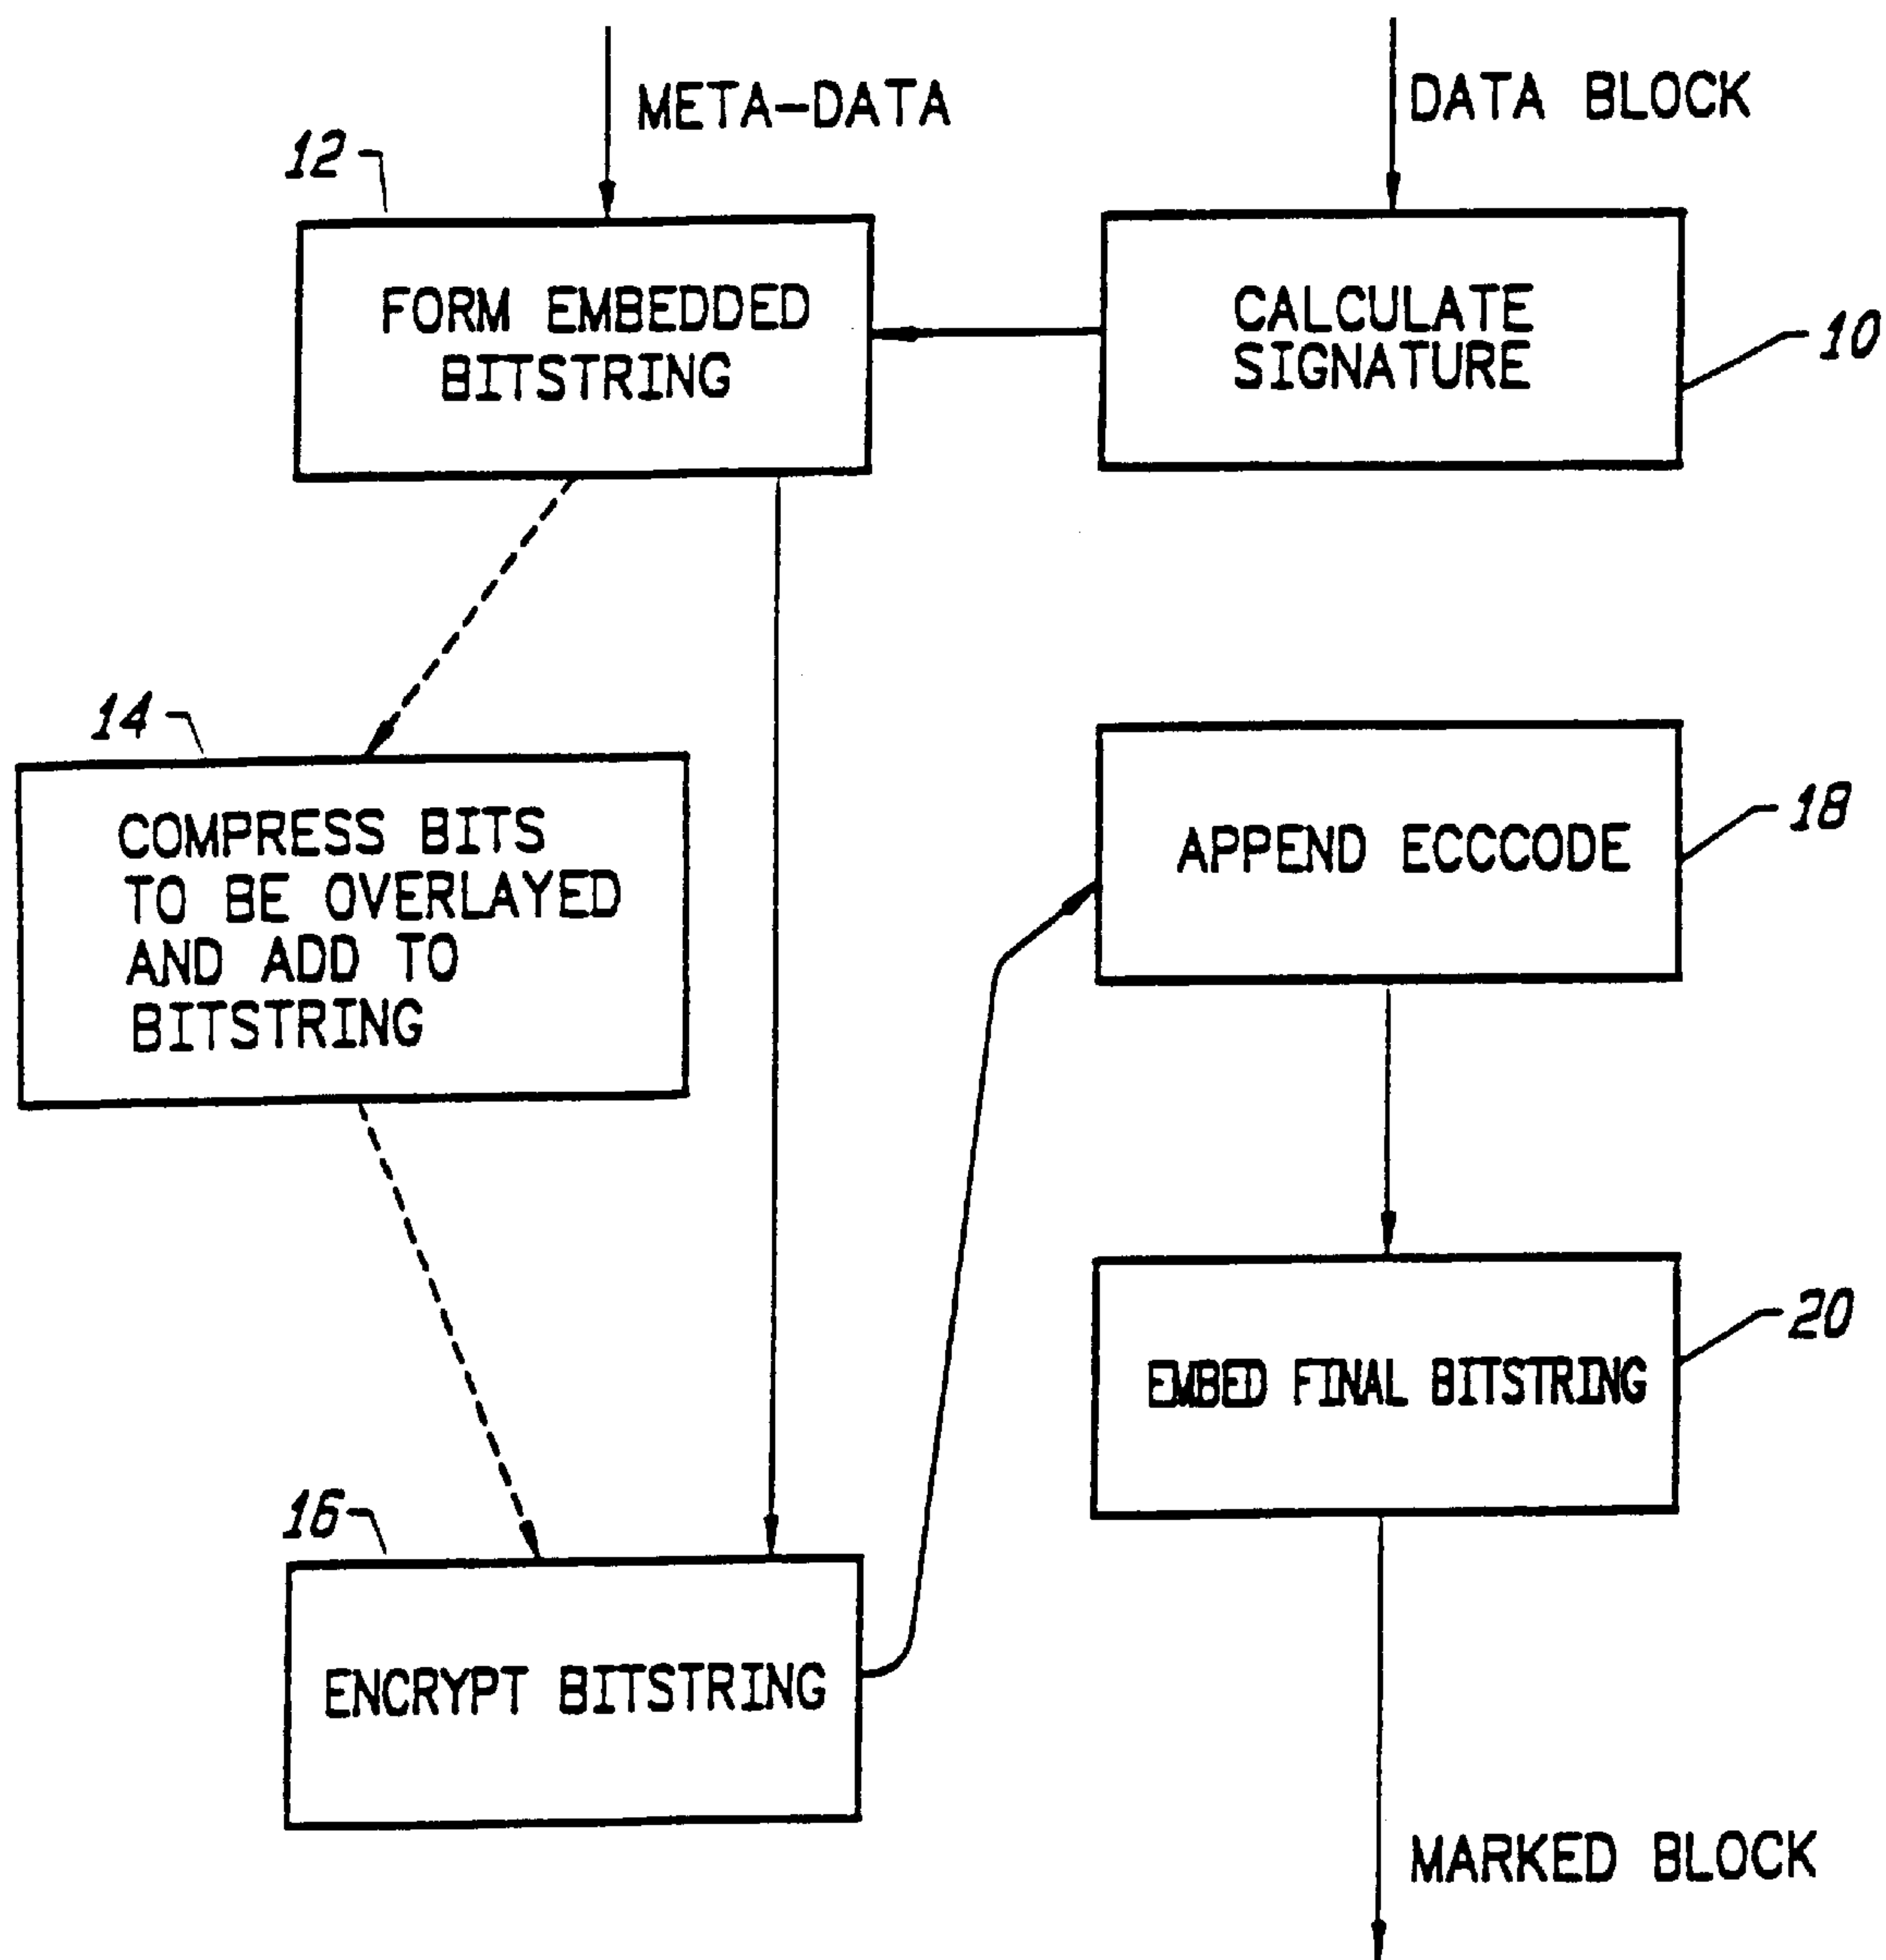 META-DATA
DATA BLOCK
12
FORM EMBEDDED
BITSTRING
CALCULATE
SIGNATURE
10
14
COMPRESS BITS
TO BE OVERLAYED
AND ADD TO
BITSTRING
APPEND ECCCODE
18
EMBED FINAL BITSTRING
20
16
ENCRYPT BITSTRING
MARKED BLOCK